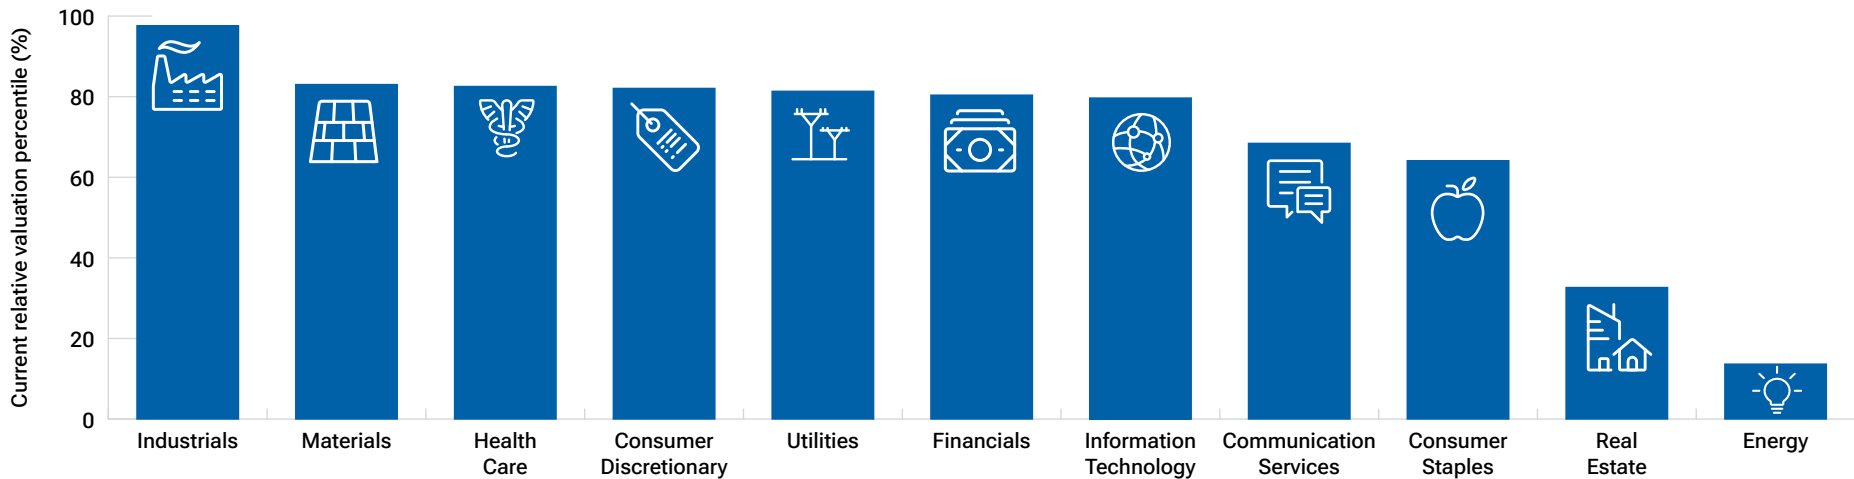 Current relative valuation percentile (%)
100
80
60
40
20
0
Industrials
Materials
Health
Care
Consumer
Discretionary
Utilities
Financials
Information
Technology
Communication
Services
Consumer
Staples
Real
Estate
Energy